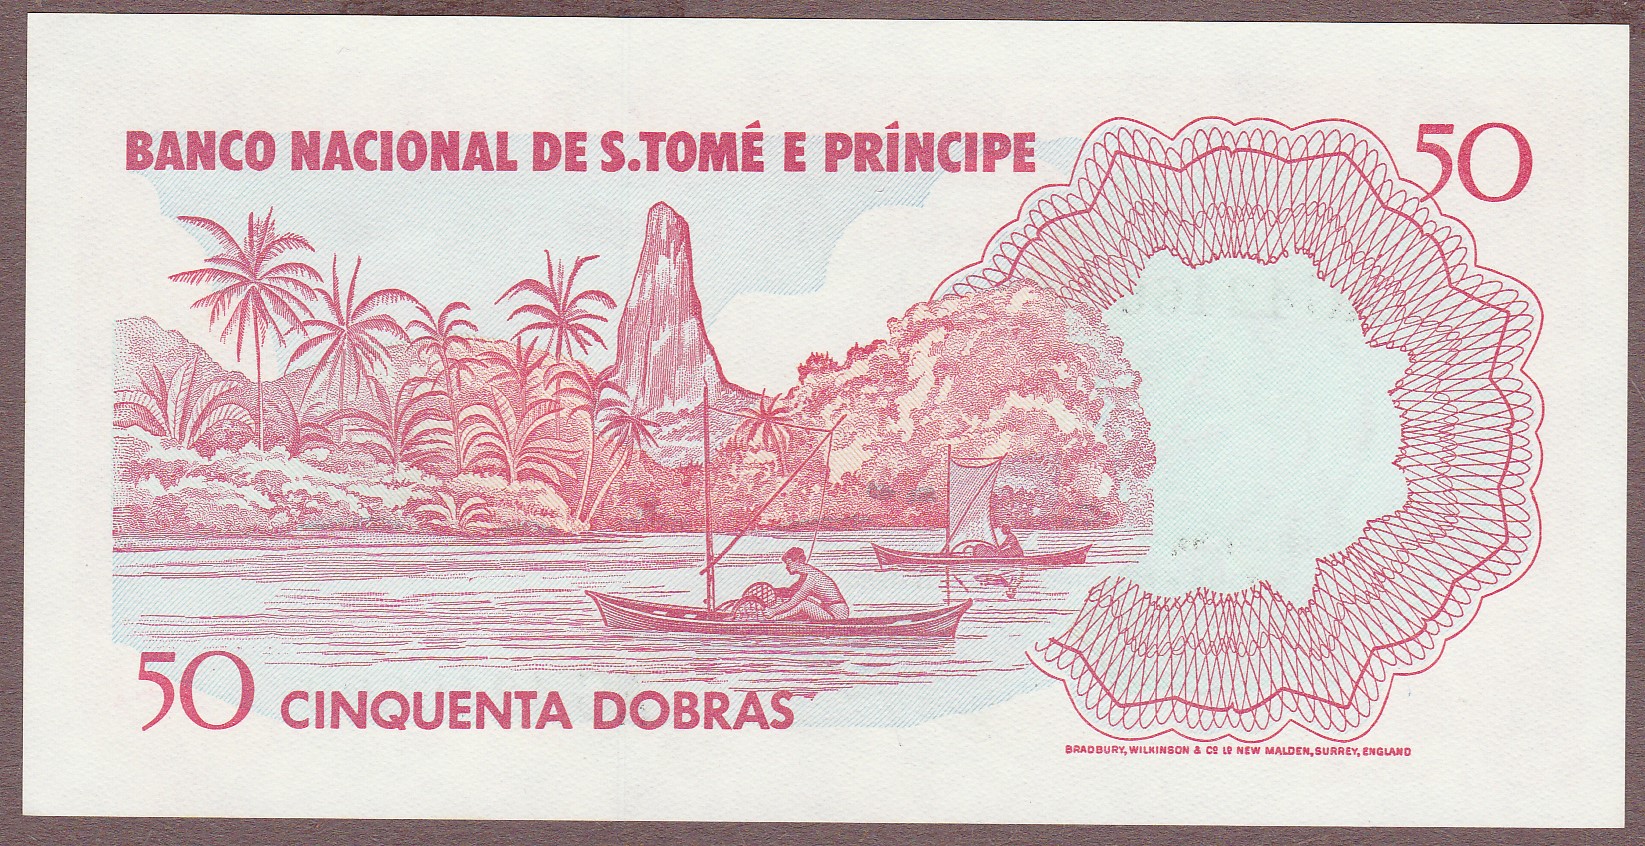 BANCO NACIONAL DE S.TOMÉ E PRÍNCIPE
50
50 CINQUENTA DOBRAS
BRADBURY, WILKINSON & Cº Lº NEW MALDEN, SURREY, ENGLAND